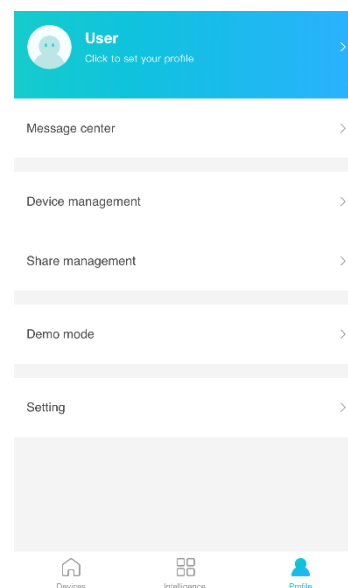 User
Click to set your profile
Message center
Device management
Share management
Demo mode
Setting
Devices
Intelligence
Profile